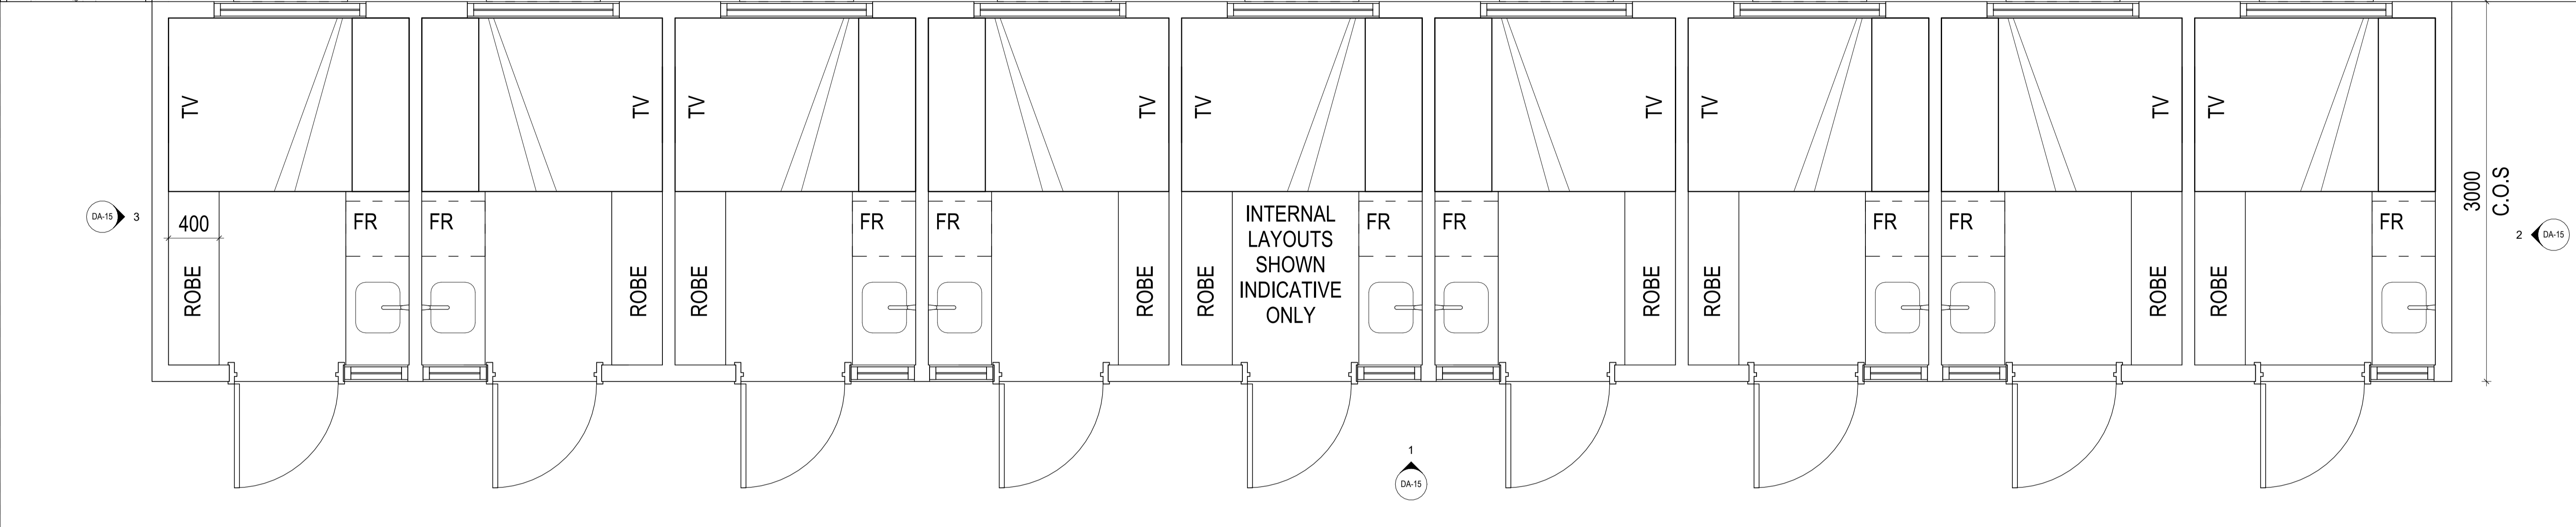 TV
TV
TV
TV
TV
TV
TV
TV
TV
3000
C.O.S
DA-15
3
400
FR
FR
FR
FR
INTERNAL
LAYOUTS
SHOWN
INDICATIVE
ONLY
FR
FR
FR
FR
FR
2
DA-15
ROBE
ROBE
ROBE
ROBE
ROBE
ROBE
ROBE
ROBE
ROBE
1
DA-15